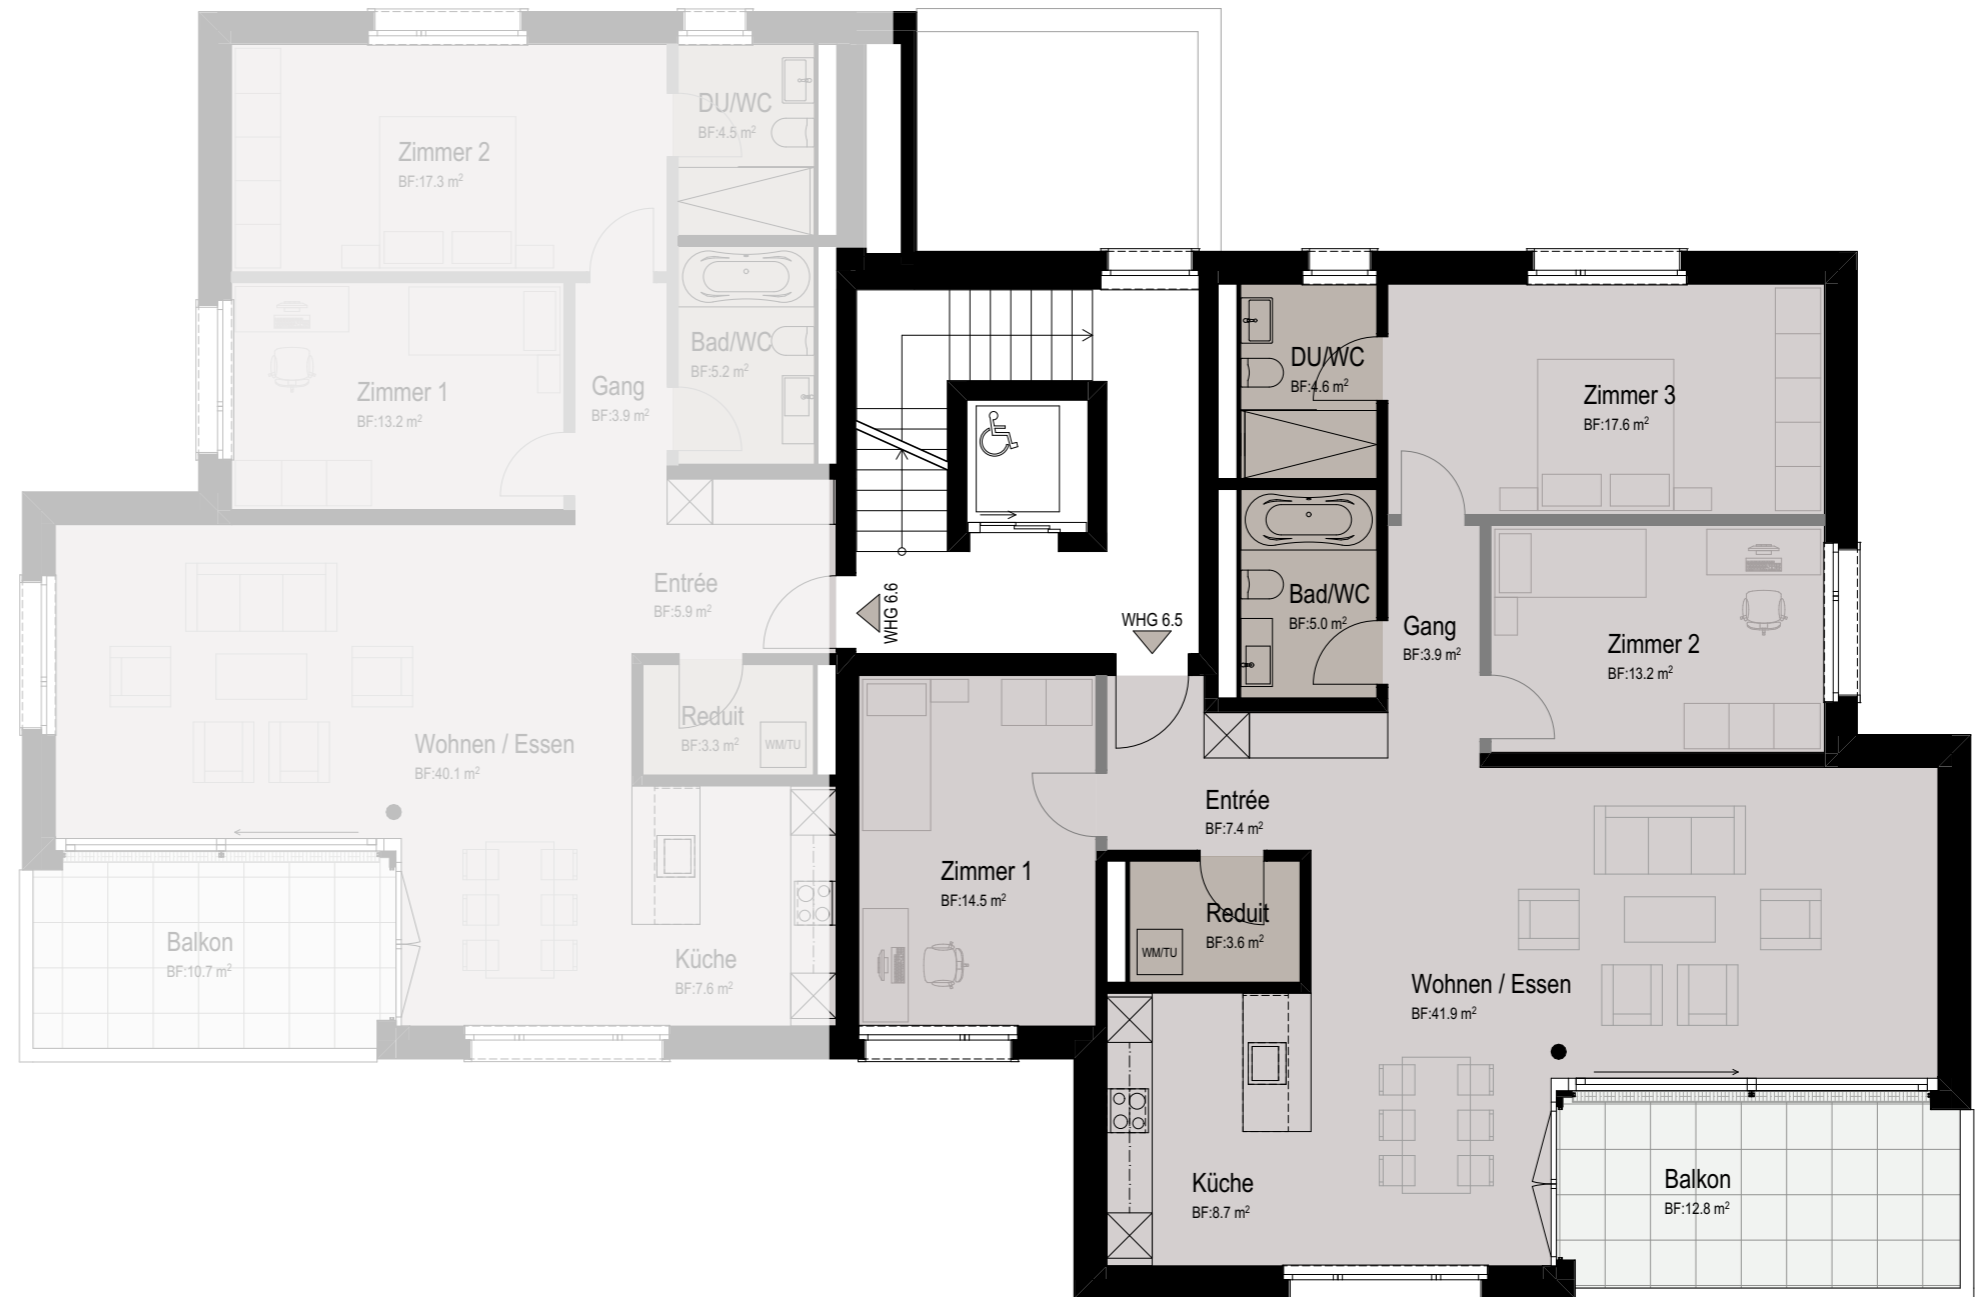 DU/WC
BF:4.5 m²
Zimmer 2
BF:17.3 m²
Bad/WC
BF:5.2 m²
Zimmer 1
BF:13.2 m²
Gang
BF:3.9 m²
Entrée
BF:5.9 m²
Reduit
BF:3.3 m²
WM/TU
Wohnen / Essen
BF:40.1 m²
Balkon
BF:10.7 m²
Küche
BF:7.6 m²
WHG 6.6
WHG 6.5
DU/WC
BF:4.6 m²
Zimmer 3
BF:17.6 m²
Bad/WC
BF:5.0 m²
Gang
BF:3.9 m²
Zimmer 2
BF:13.2 m²
Entrée
BF:7.4 m²
Zimmer 1
BF:14.5 m²
Reduit
BF:3.6 m²
WM/TU
Wohnen / Essen
BF:41.9 m²
Küche
BF:8.7 m²
Balkon
BF:12.8 m²